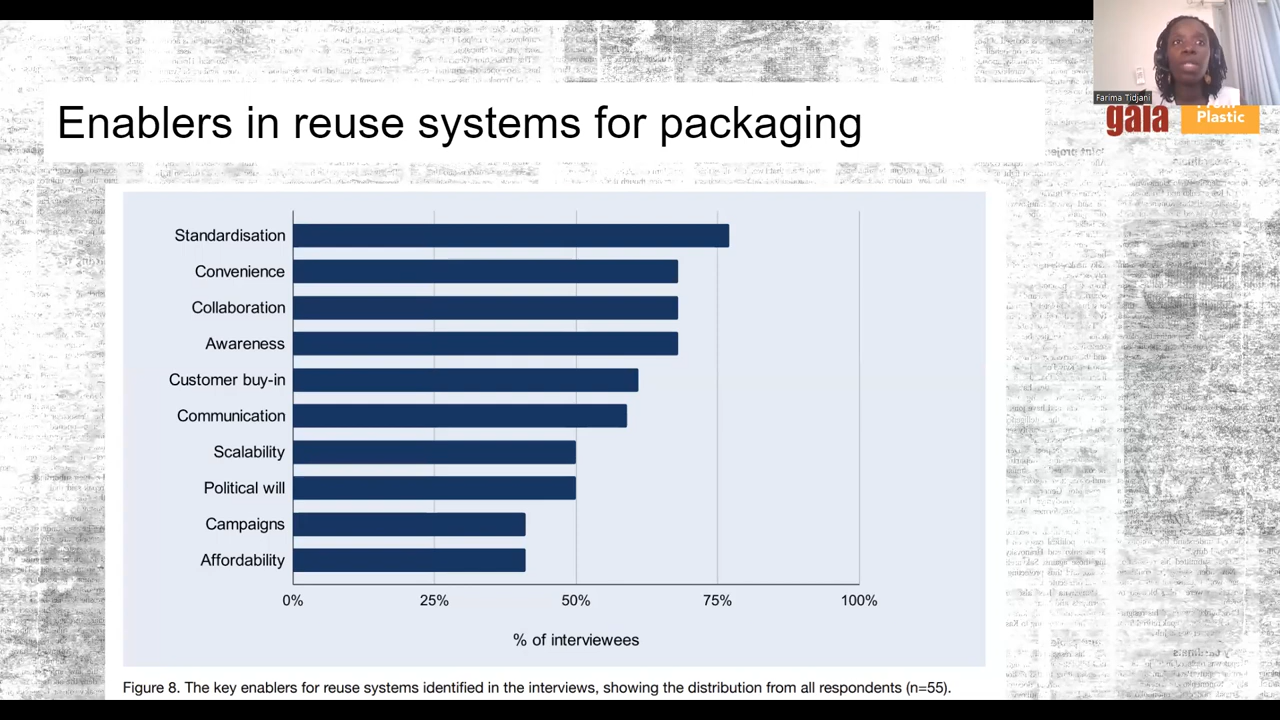 Farima Tidjani
gaia
Plastic
Enablers in reuse systems for packaging
Standardisation
Convenience
Collaboration
Awareness
Customer buy-in
Communication
Scalability
Political will
Campaigns
Affordability
0% 25% 50% 75% 100%
% of interviewees
Figure 8. The key enablers for reuse systems identified in the interviews, showing the distribution from all respondents (n=55).